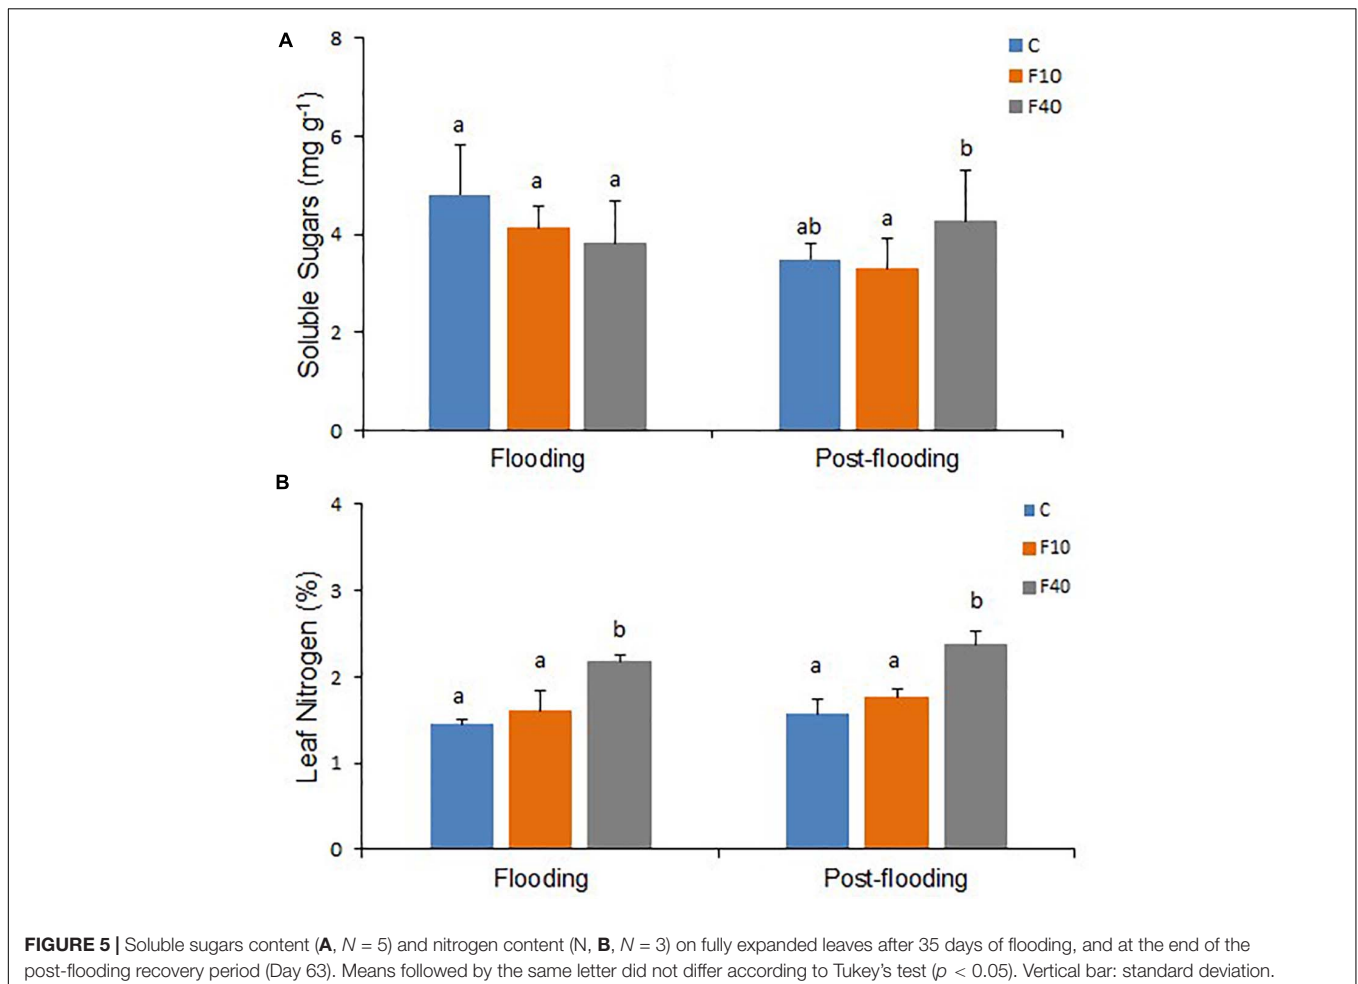 A
8
C
F10
F40
6
4
2
0
Soluble Sugars (mg g-1)
a
a
a
ab
a
b
Flooding
Post-flooding
B
4
C
F10
F40
3
2
1
0
Leaf Nitrogen (%)
a
a
b
a
a
b
Flooding
Post-flooding
FIGURE 5 | Soluble sugars content (A, N = 5) and nitrogen content (N, B, N = 3) on fully expanded leaves after 35 days of flooding, and at the end of the
post-flooding recovery period (Day 63). Means followed by the same letter did not differ according to Tukey's test (p < 0.05). Vertical bar: standard deviation.